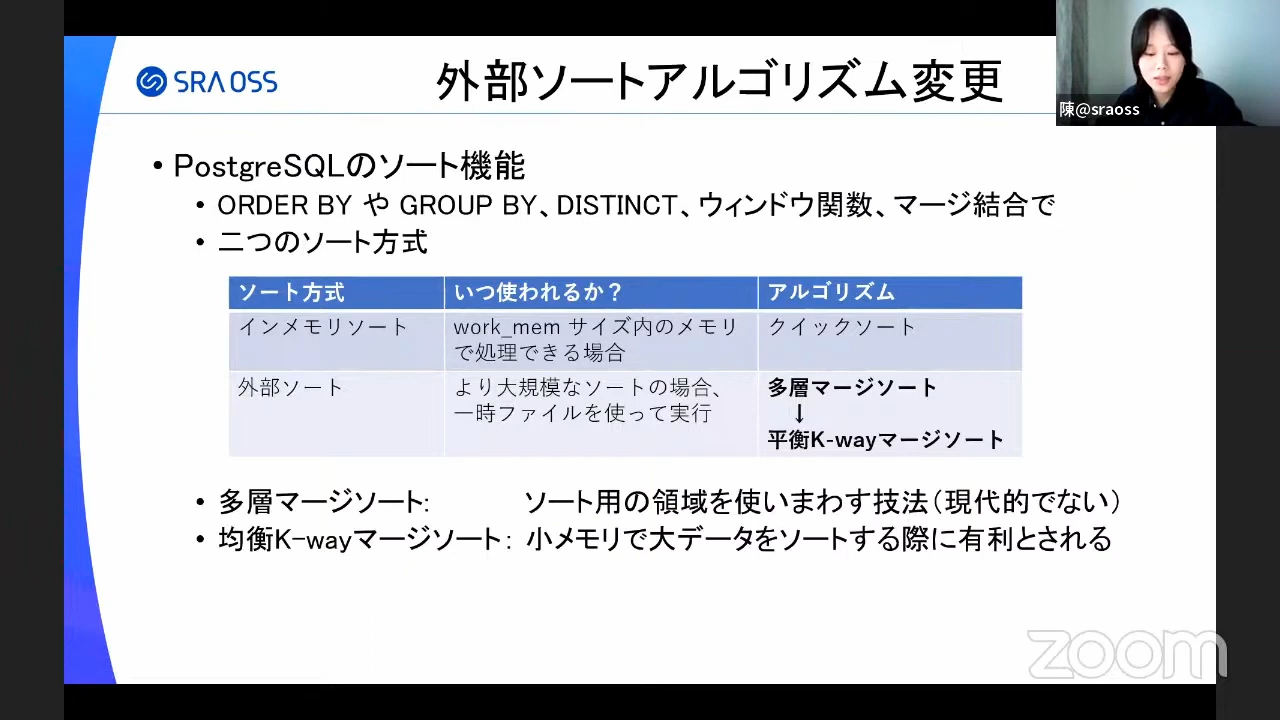 SRA OSS
外部ソートアルゴリズム変更
陳@sraoss
• PostgreSQLのソート機能
• ORDER BY や GROUP BY、DISTINCT、ウィンドウ関数、マージ結合で
• 二つのソート方式
ソート方式 いつ使われるか? アルゴリズム
インメモリソート work_mem サイズ内のメモリ クイックソート
で処理できる場合
外部ソート より大規模なソートの場合、 多層マージソート
一時ファイルを使って実行 ↓
平衡K-wayマージソート
• 多層マージソート: ソート用の領域を使いまわす技法(現代的でない)
• 均衡K-wayマージソート: 小メモリで大データをソートする際に有利とされる
zoom